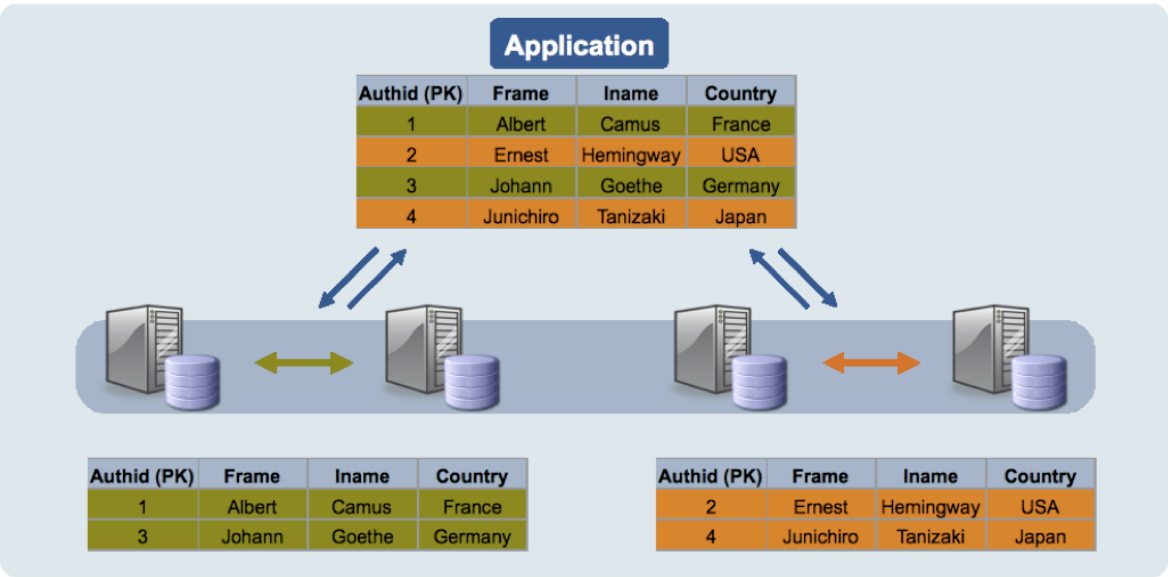 Application
Authid (PK) Frame Iname Country
1 Albert Camus France
2 Ernest Hemingway USA
3 Johann Goethe Germany
4 Junichiro Tanizaki Japan
Authid (PK) Frame Iname Country
1 Albert Camus France
3 Johann Goethe Germany
Authid (PK) Frame Iname Country
2 Ernest Hemingway USA
4 Junichiro Tanizaki Japan